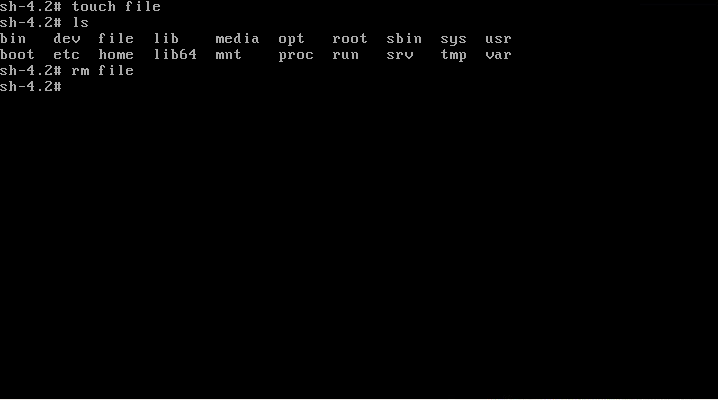 sh-4.2# touch file
sh-4.2# ls
bin   dev  file  lib    media  opt   root  sbin  sys  usr
boot  etc  home  lib64  mnt    proc  run   srv   tmp  var
sh-4.2# rm file
sh-4.2#